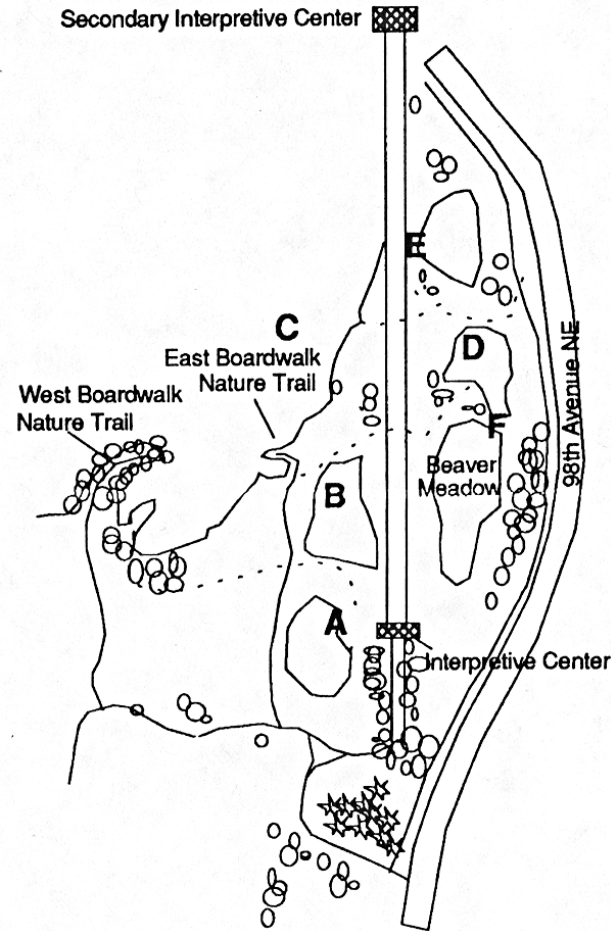 Secondary Interpretive Center
E
C
98th Avenue NE
East Boardwalk
Nature Trail
D
West Boardwalk
Nature Trail
F
Beaver
Meadow
B
A
Interpretive Center